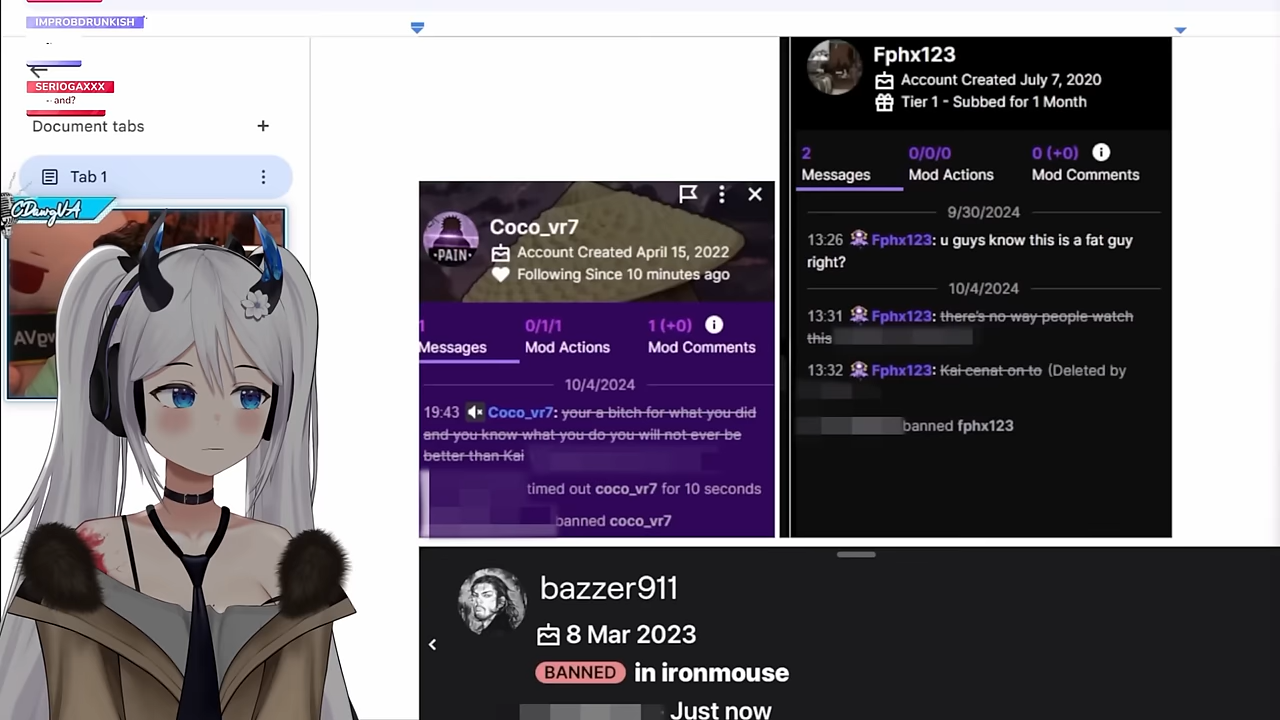 IMPROBDRUNKISH
SERIOGAXXX
and?
Document tabs
Tab 1
CDawgVA
Coco_vr7
Account Created April 15, 2022
Following Since 10 minutes ago
PAIN
1
0/1/1
1 (+0)
Messages
Mod Actions
Mod Comments
10/4/2024
19:43 Coco_vr7: your a bitch for what you did
and you know what you do you will not ever be
better than Kai
timed out coco_vr7 for 10 seconds
banned coco_vr7
Fphx123
Account Created July 7, 2020
Tier 1 - Subbed for 1 Month
2
0/0/0
0 (+0)
Messages
Mod Actions
Mod Comments
9/30/2024
13:26 Fphx123: u guys know this is a fat guy
right?
10/4/2024
13:31 Fphx123: there's no way people watch
this
13:32 Fphx123: Kai cenat on to (Deleted by
banned fphx123
bazzer911
8 Mar 2023
BANNED in ironmouse
Just now